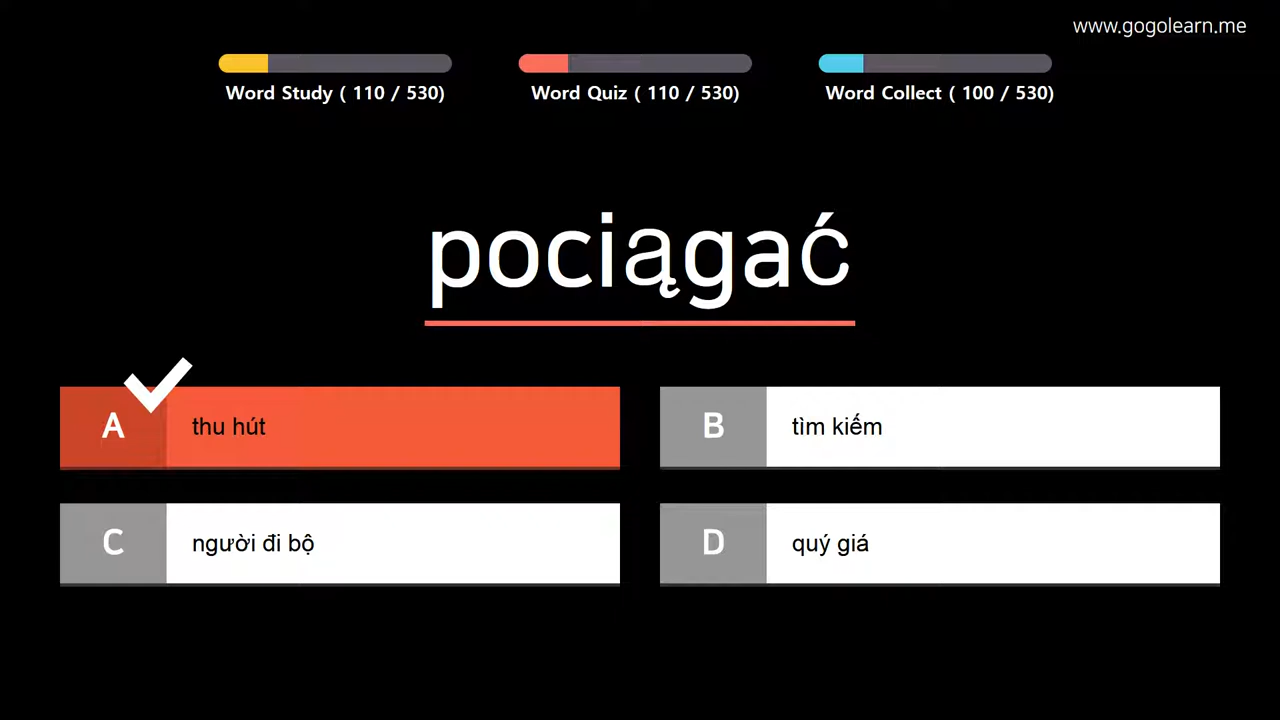 www.gogolearn.me
Word Study ( 110 / 530)
Word Quiz ( 110 / 530)
Word Collect ( 100 / 530)
pociągać
A
thu hút
B
tìm kiếm
C
người đi bộ
D
quý giá